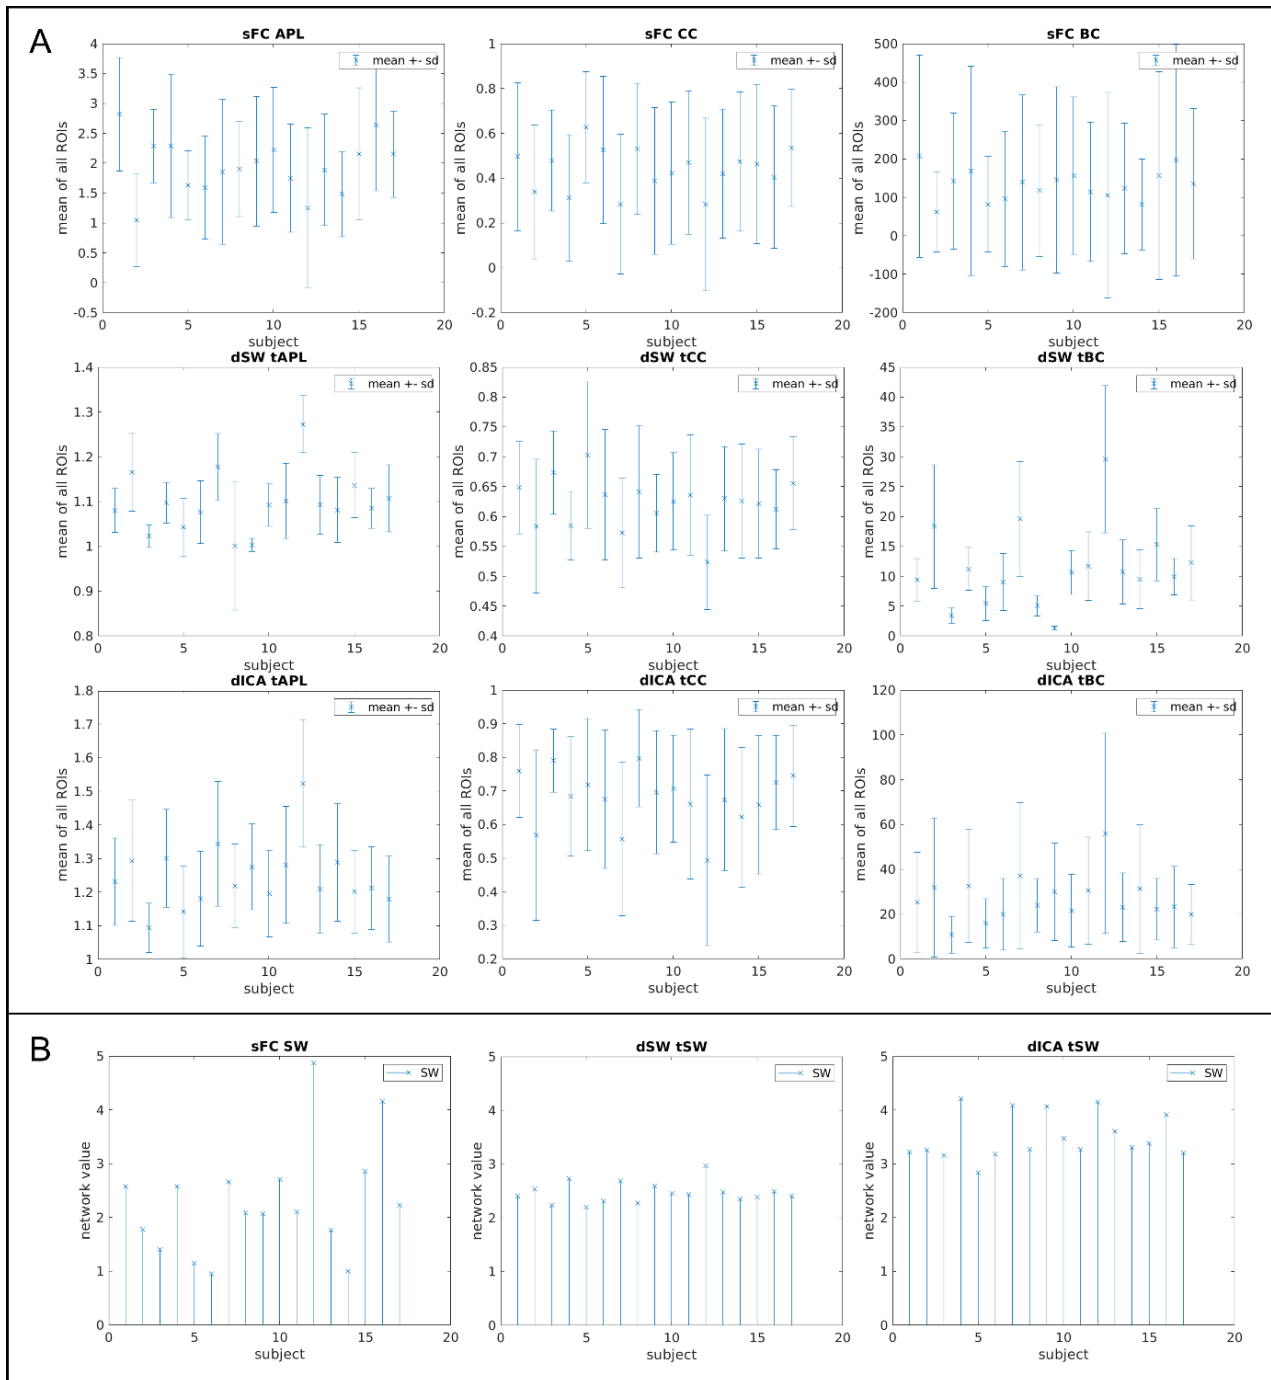 A
sFC APL
mean +- sd
mean of all ROIs
4
3.5
3
2.5
2
1.5
1
0.5
0
-0.5
0 5 10 15 20
subject
sFC CC
mean +- sd
mean of all ROIs
1
0.8
0.6
0.4
0.2
0
-0.2
0 5 10 15 20
subject
sFC BC
mean +- sd
mean of all ROIs
500
400
300
200
100
0
-100
-200
0 5 10 15 20
subject
dSW tAPL
mean +- sd
mean of all ROIs
1.4
1.3
1.2
1.1
1
0.9
0.8
0 5 10 15 20
subject
dSW tCC
mean +- sd
mean of all ROIs
0.85
0.8
0.75
0.7
0.65
0.6
0.55
0.5
0.45
0.4
0 5 10 15 20
subject
dSW tBC
mean +- sd
mean of all ROIs
45
40
35
30
25
20
15
10
5
0
0 5 10 15 20
subject
dICA tAPL
mean +- sd
mean of all ROIs
1.8
1.7
1.6
1.5
1.4
1.3
1.2
1.1
1
0 5 10 15 20
subject
dICA tCC
mean +- sd
mean of all ROIs
1
0.9
0.8
0.7
0.6
0.5
0.4
0.3
0.2
0 5 10 15 20
subject
dICA tBC
mean +- sd
mean of all ROIs
120
100
80
60
40
20
0
0 5 10 15 20
subject
B
sFC SW
SW
network value
5
4
3
2
1
0
0 5 10 15 20
subject
dSW tSW
SW
network value
5
4
3
2
1
0
0 5 10 15 20
subject
dICA tSW
SW
network value
5
4
3
2
1
0
0 5 10 15 20
subject